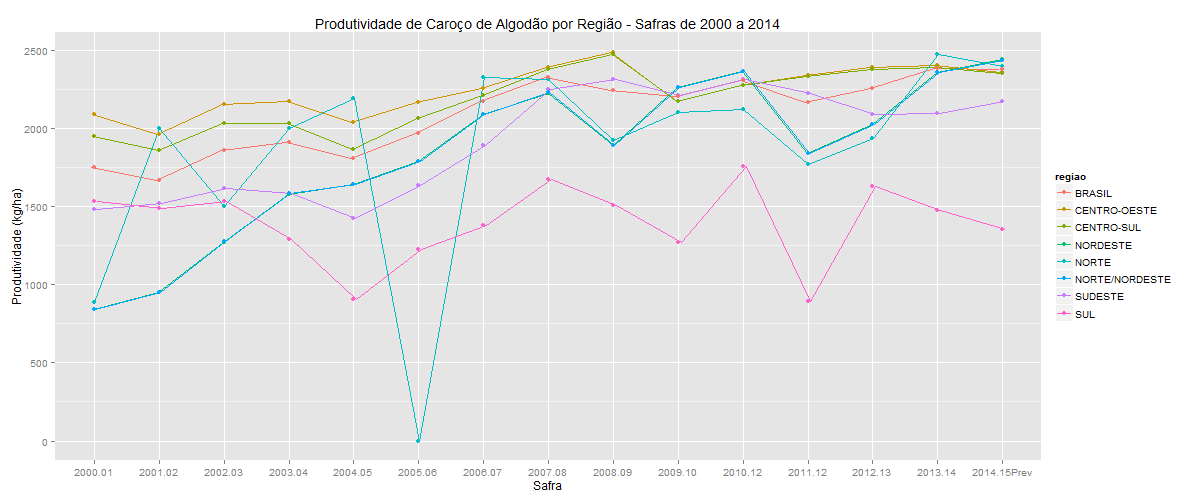 Produtividade de Caroço de Algodão por Região - Safras de 2000 a 2014
Produtividade (kg/ha)
2500
2000
1500
1000
500
0
2000.01 2001.02 2002.03 2003.04 2004.05 2005.06 2006.07 2007.08 2008.09 2009.10 2010.12 2011.12 2012.13 2013.14 2014.15Prev
Safra
regiao
BRASIL
CENTRO-OESTE
CENTRO-SUL
NORDESTE
NORTE
NORTE/NORDESTE
SUDESTE
SUL